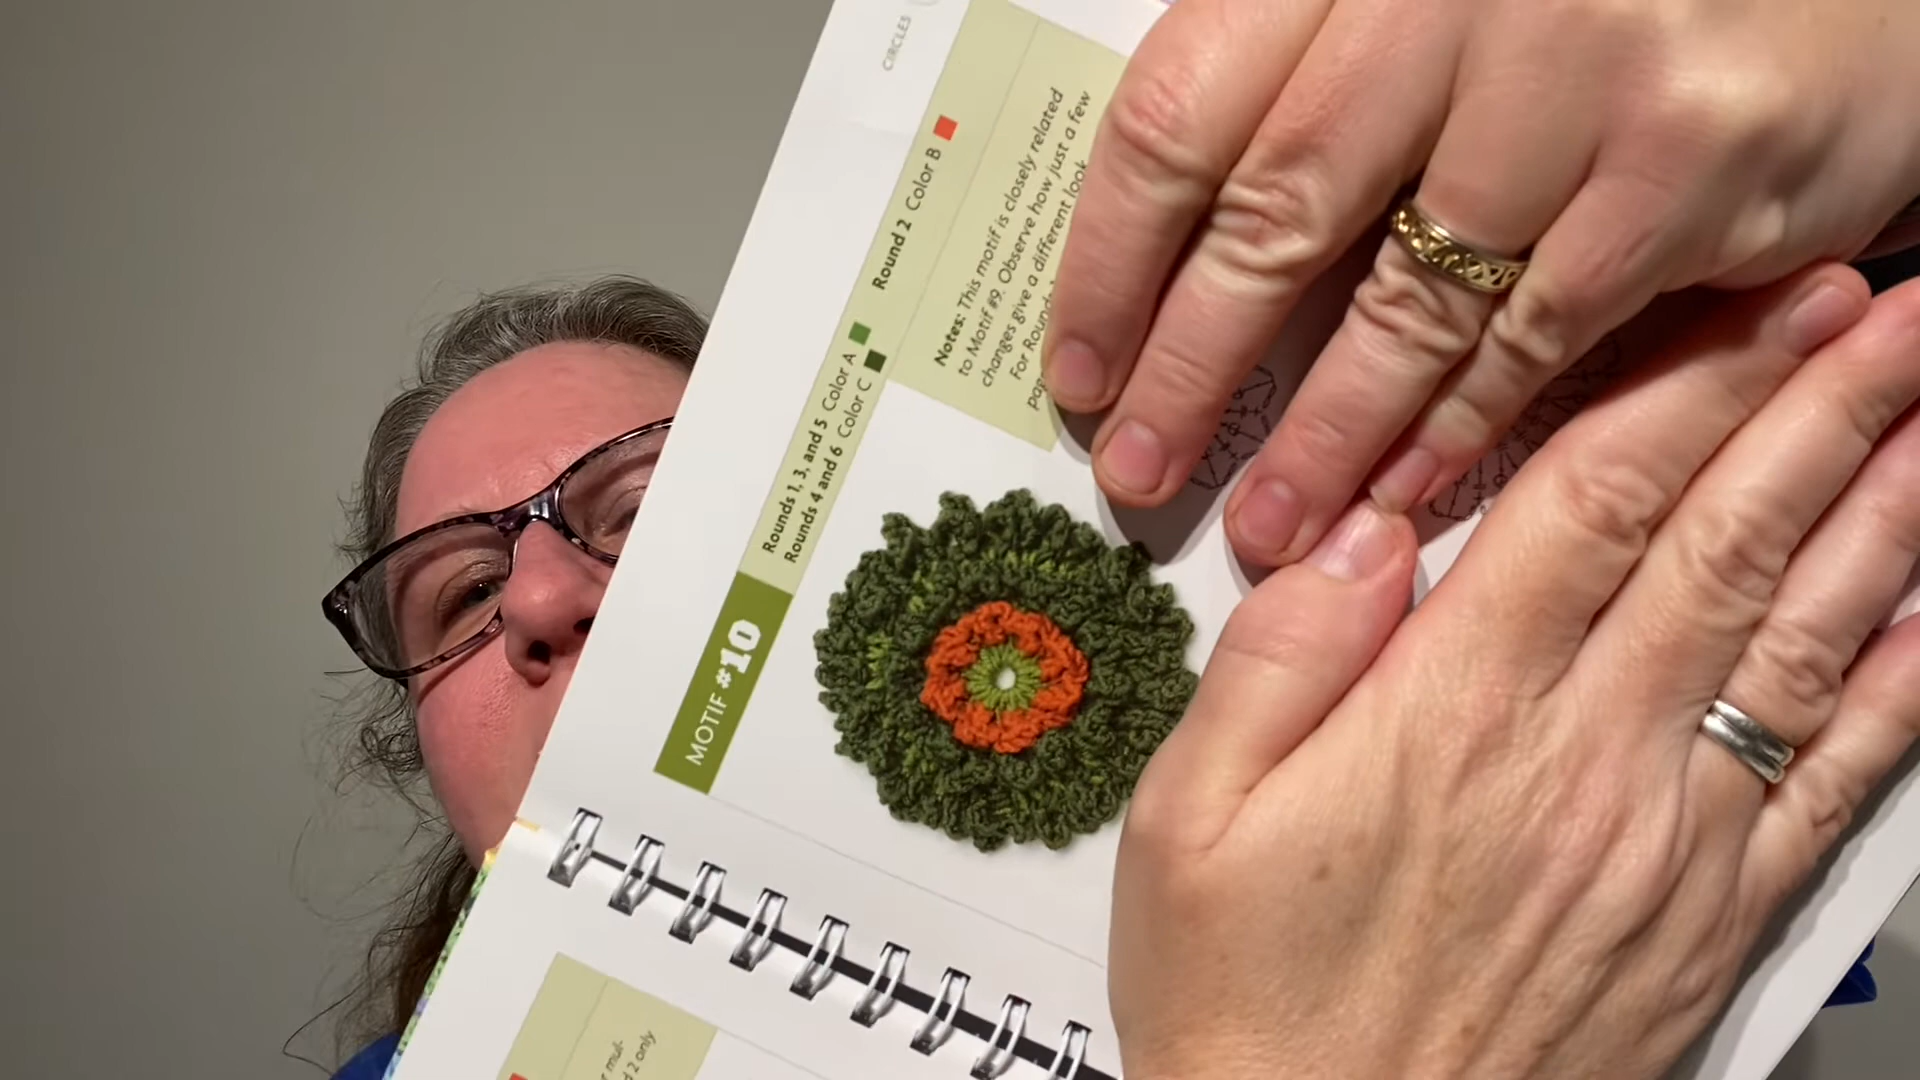 CIRCLES
MOTIF #10
Rounds 1, 3, and 5 Color A
Rounds 4 and 6 Color C
Round 2 Color B
Notes: This motif is closely related
to Motif #9. Observe how just a few
changes give a different look
For Round
2 only